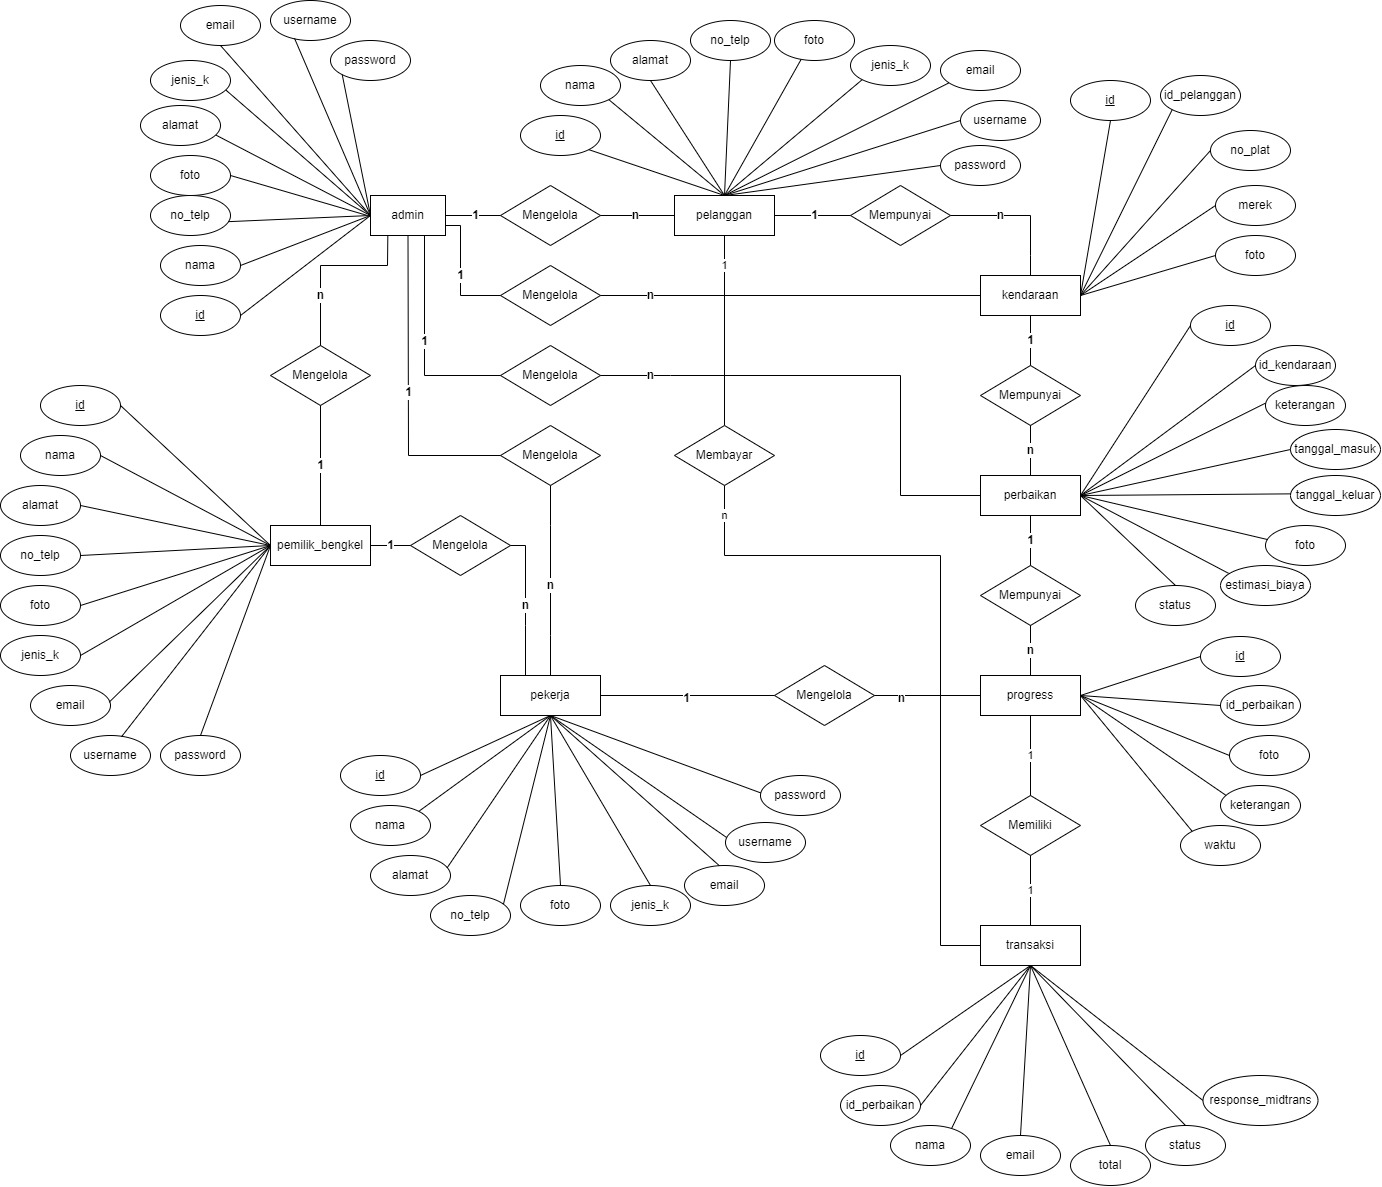 email
username
password
jenis_k
alamat
foto
no_telp
nama
id
admin
nama
alamat
no_telp
foto
jenis_k
email
username
password
id
pelanggan
id
id_pelanggan
no_plat
merek
foto
kendaraan
1
Mengelola
n
1
Mempunyai
n
1
Mengelola
n
1
Mengelola
n
1
Mengelola
n
n
Mengelola
1
1
Membayar
n
1
Mempunyai
n
id
id_kendaraan
keterangan
tanggal_masuk
tanggal_keluar
foto
estimasi_biaya
status
perbaikan
1
Mempunyai
n
id
nama
alamat
no_telp
foto
jenis_k
email
username
password
pemilik_bengkel
1
Mengelola
n
pekerja
1
Mengelola
n
progress
id
id_perbaikan
foto
keterangan
waktu
id
nama
alamat
no_telp
foto
jenis_k
email
username
password
1
Memiliki
1
transaksi
id
id_perbaikan
nama
email
total
status
response_midtrans